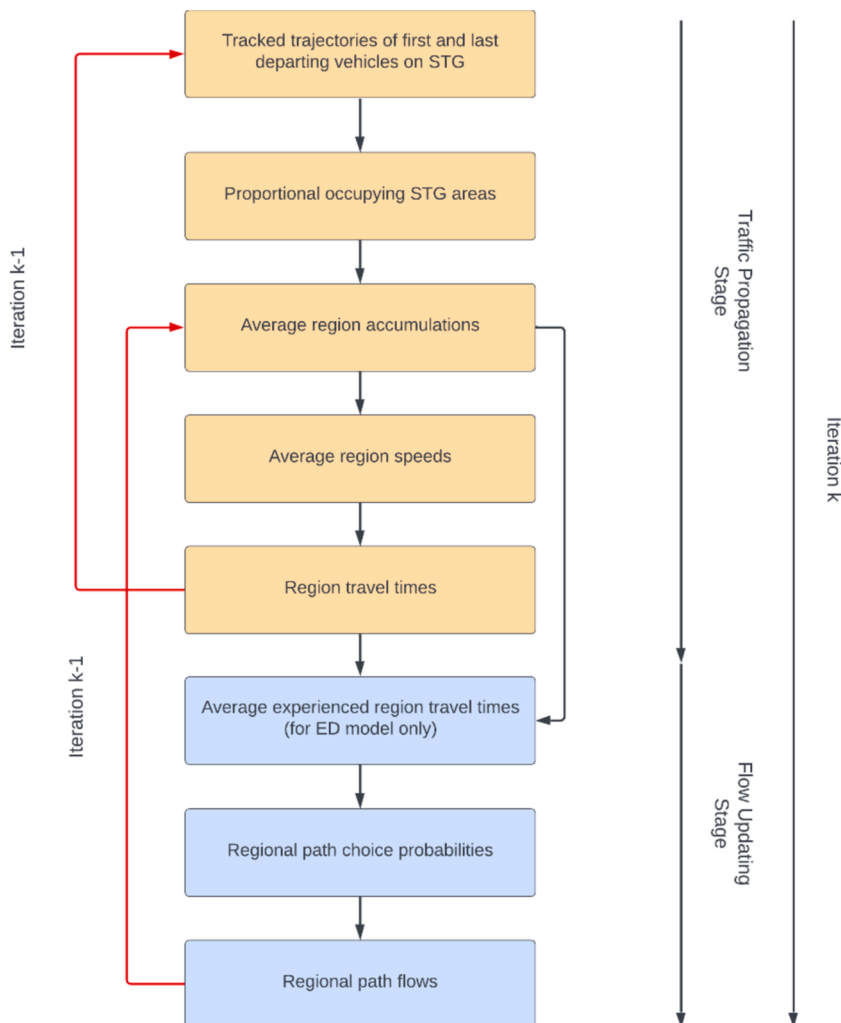 Tracked trajectories of first and last
departing vehicles on STG
Proportional occupying STG areas
Average region accumulations
Average region speeds
Region travel times
Average experienced region travel times
(for ED model only)
Regional path choice probabilities
Regional path flows
Iteration k-1
Iteration k-1
Traffic Propagation
Stage
Flow Updating
Stage
Iteration k